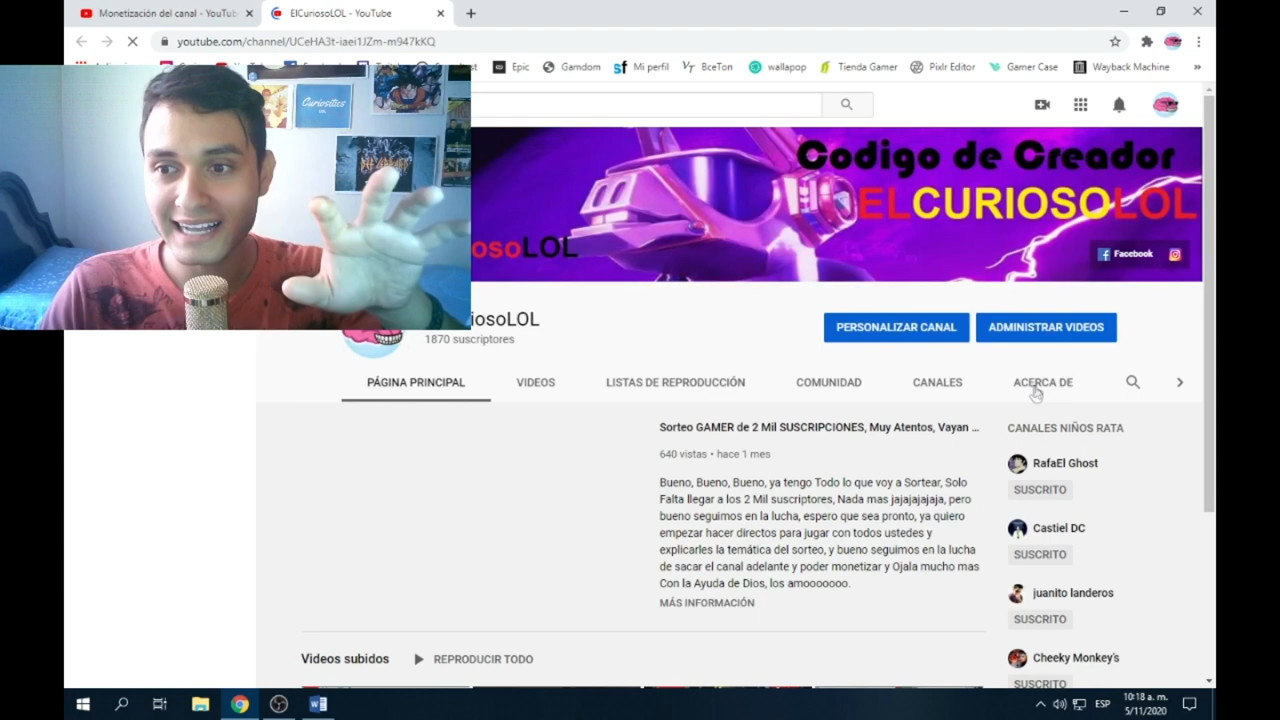 Monetización del canal - YouTub
ElCuriosoLOL - YouTube
youtube.com/channel/UCeHA3t-iaei1JZm-m947kKQ
Epic
Gamdom
Mi perfil
BceTon
wallapop
Tienda Gamer
Pixlr Editor
Gamer Case
Wayback Machine
»
Curiositics
LOL
Codigo de Creador
ELCURIOSOLOL
osoLOL
Facebook
iosoLOL
1870 suscriptores
PERSONALIZAR CANAL
ADMINISTRAR VIDEOS
PÁGINA PRINCIPAL
VIDEOS
LISTAS DE REPRODUCCIÓN
COMUNIDAD
CANALES
ACERCA DE
Sorteo GAMER de 2 Mil SUSCRIPCIONES, Muy Atentos, Vayan ...
640 vistas • hace 1 mes
Bueno, Bueno, Bueno, ya tengo Todo lo que voy a Sortear, Solo
Falta llegar a los 2 Mil suscriptores, Nada mas jajajajajaja, pero
bueno seguimos en la lucha, espero que sea pronto, ya quiero
empezar hacer directos para jugar con todos ustedes y
explicarles la temática del sorteo, y bueno seguimos en la lucha
de sacar el canal adelante y poder monetizar y Ojala mucho mas
Con la Ayuda de Dios, los amooooooo.
MÁS INFORMACIÓN
CANALES NIÑOS RATA
RafaEl Ghost
SUSCRITO
Castiel DC
SUSCRITO
juanito landeros
SUSCRITO
Cheeky Monkey's
SUSCRITO
Videos subidos
REPRODUCIR TODO
ESP
10:18 a. m.
5/11/2020